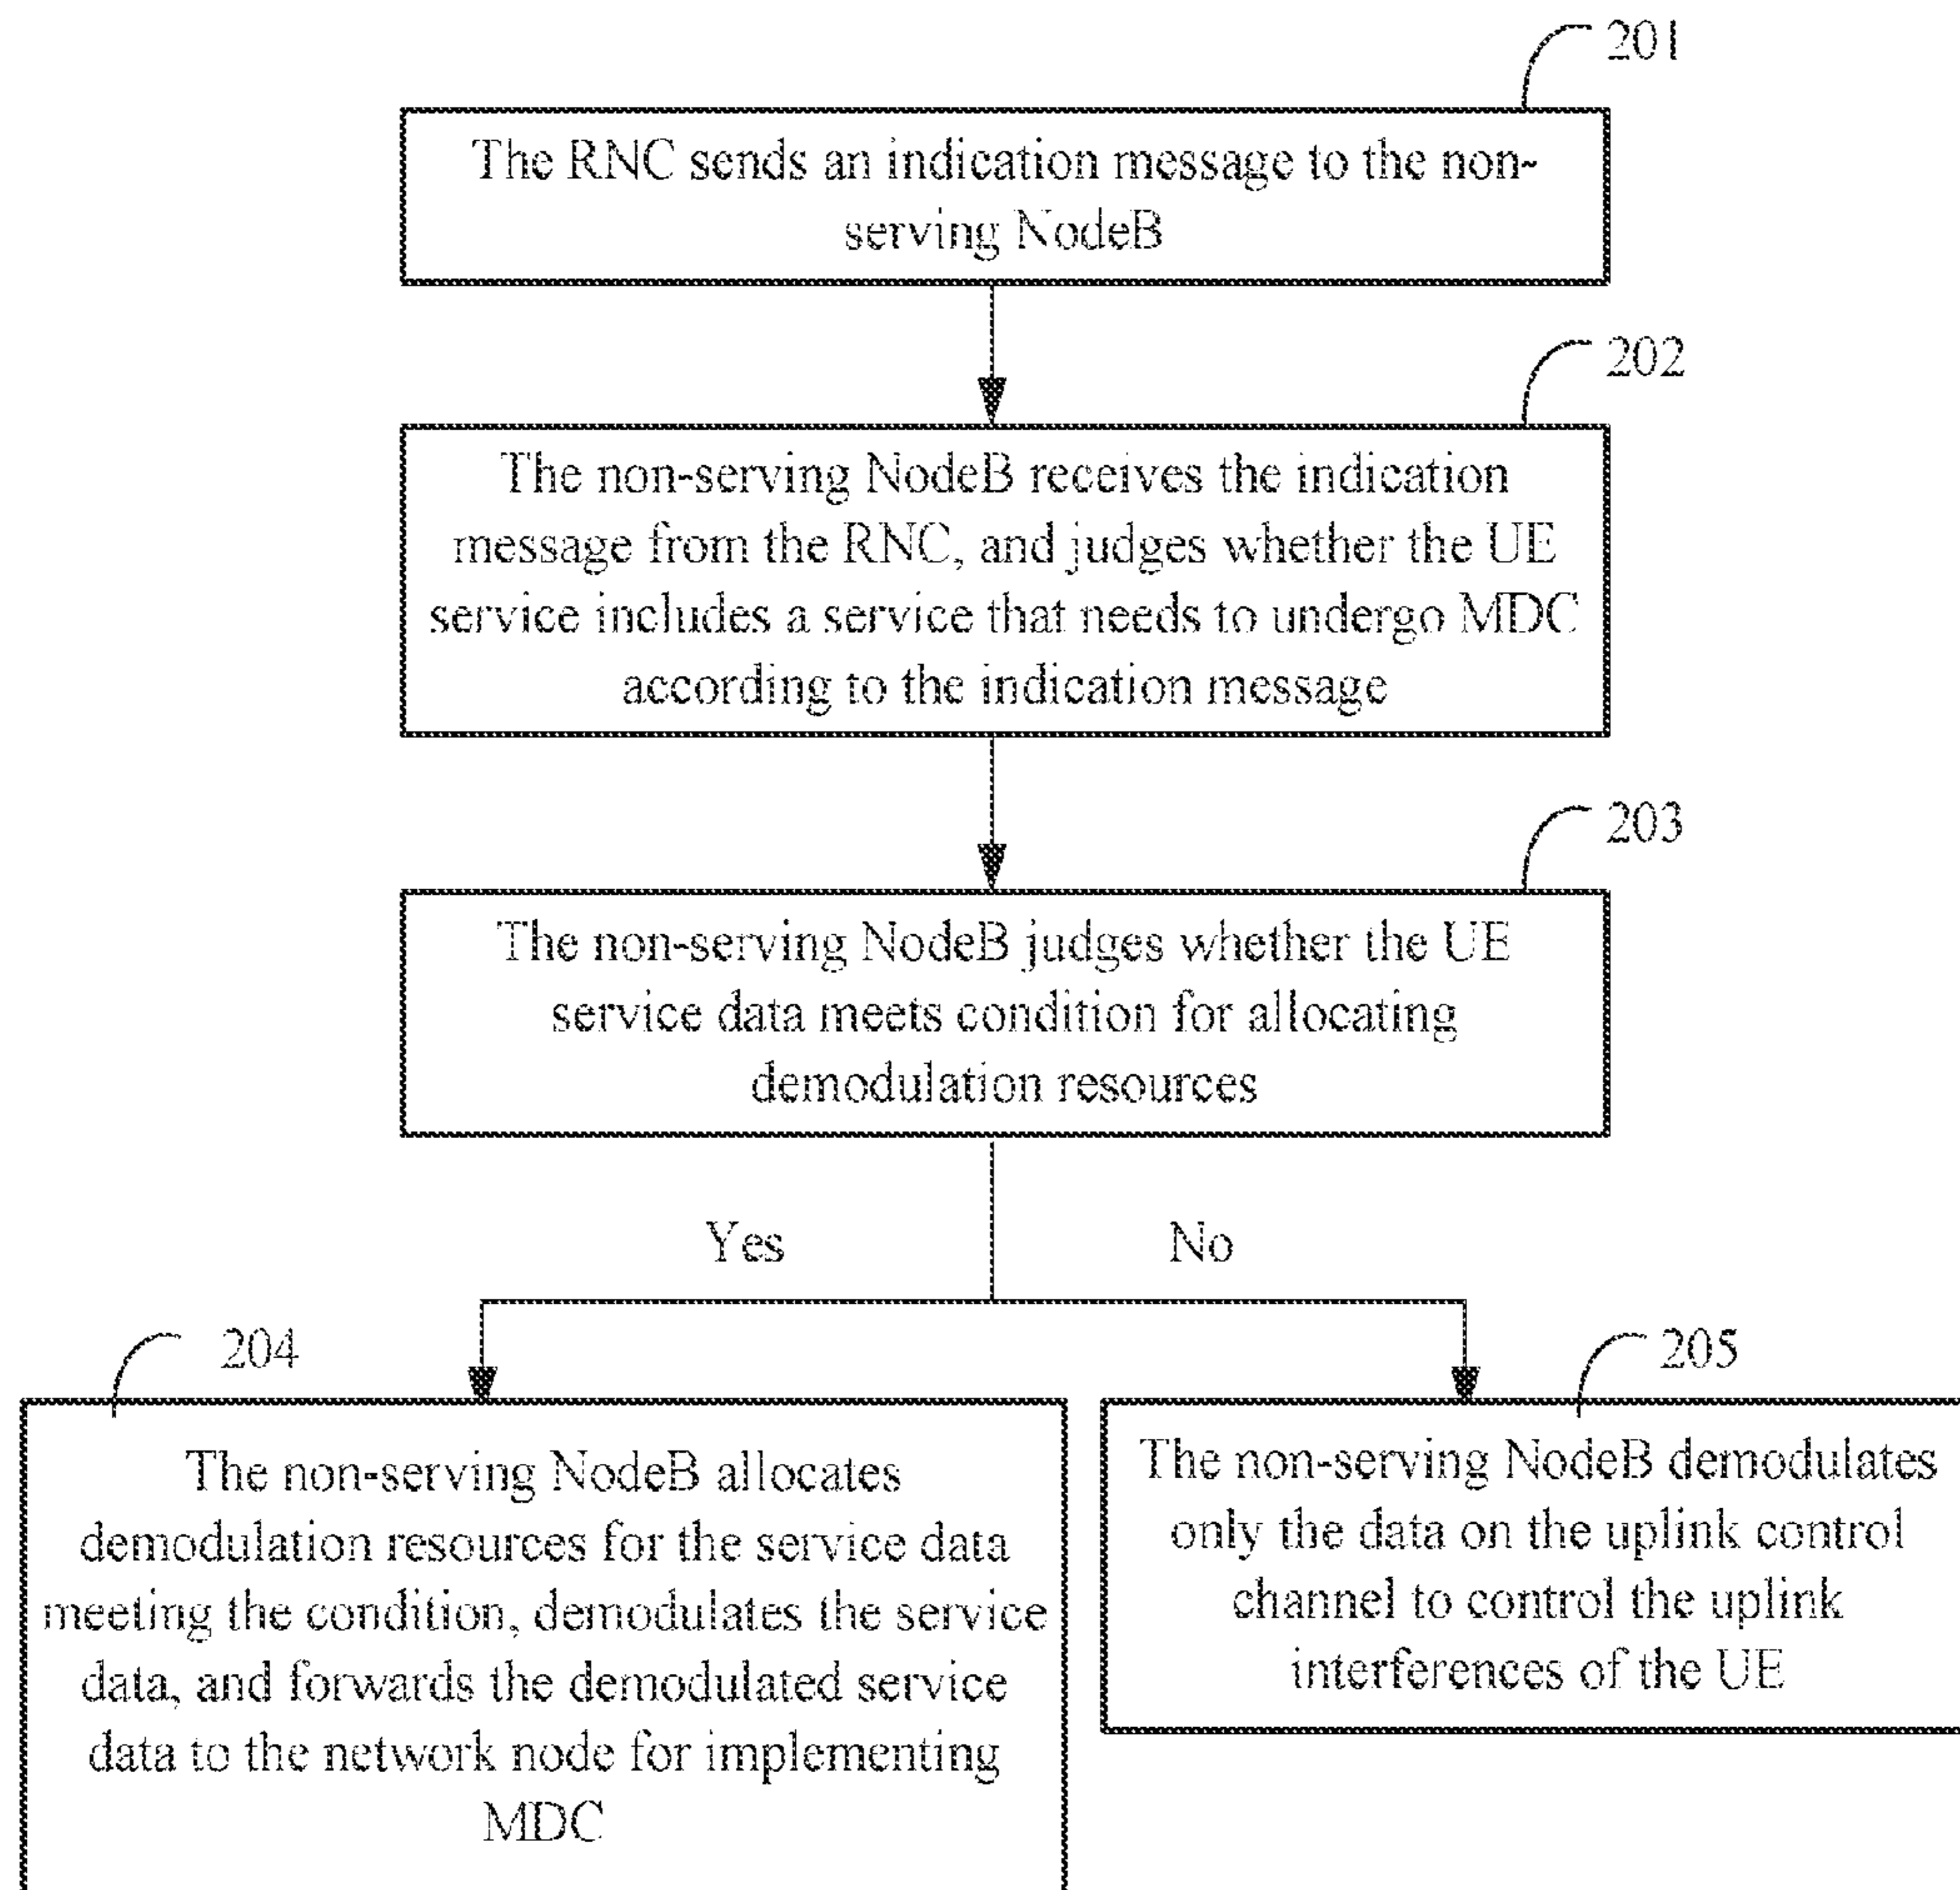 201
The RNC sends an indication message to the non-
serving NodeB
202
The non-serving NodeB receives the indication
message from the RNC, and judges whether the UE
service includes a service that needs to undergo MDC
according to the indication message
203
The non-serving NodeB judges whether the UE
service data meets condition for allocating
demodulation resources
Yes
No
204
The non-serving NodeB allocates
demodulation resources for the service data
meeting the condition, demodulates the service
data, and forwards the demodulated service
data to the network node for implementing
MDC
205
The non-serving NodeB demodulates
only the data on the uplink control
channel to control the uplink
interferences of the UE